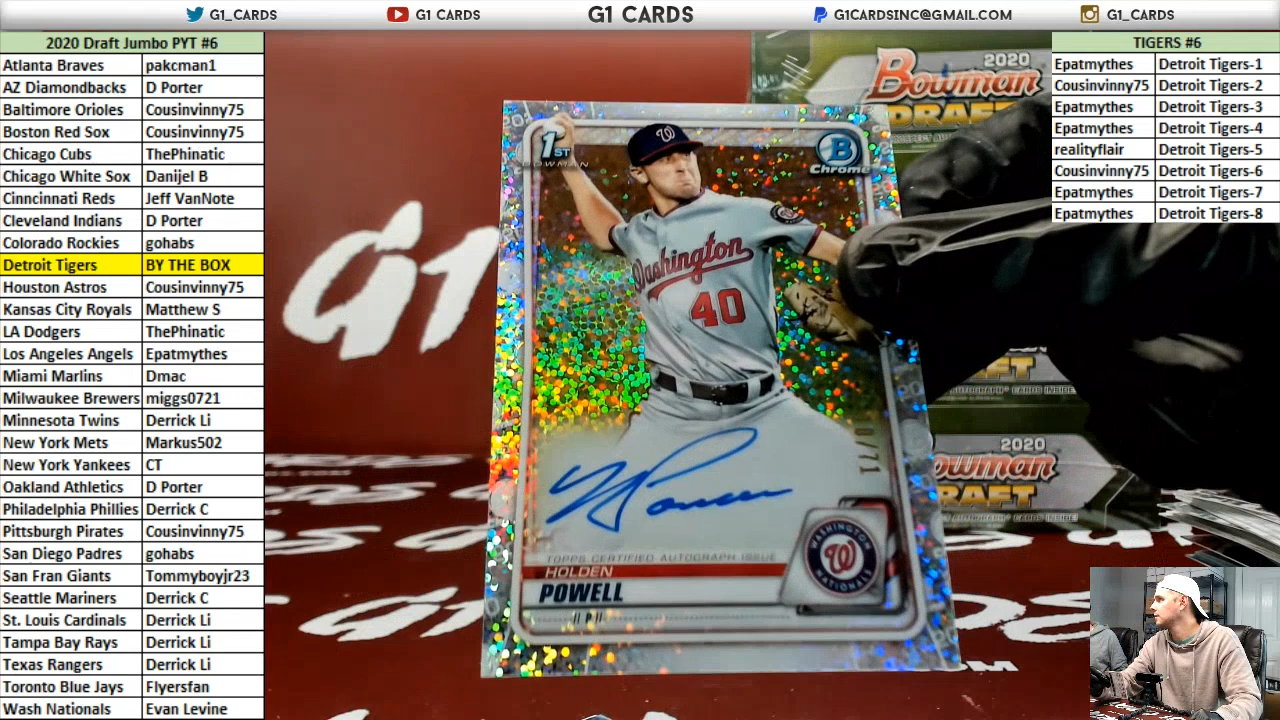 G1_CARDS
G1 CARDS
G1 CARDS
G1CARDSINC@GMAIL.COM
G1_CARDS
2020 Draft Jumbo PYT #6
Atlanta Braves pakcman1
AZ Diamondbacks D Porter
Baltimore Orioles Cousinvinny75
Boston Red Sox Cousinvinny75
Chicago Cubs ThePhinatic
Chicago White Sox Danijel B
Cinncinnati Reds Jeff VanNote
Cleveland Indians D Porter
Colorado Rockies gohabs
Detroit Tigers BY THE BOX
Houston Astros Cousinvinny75
Kansas City Royals Matthew S
LA Dodgers ThePhinatic
Los Angeles Angels Epatmythes
Miami Marlins Dmac
Milwaukee Brewers miggs0721
Minnesota Twins Derrick Li
New York Mets Markus502
New York Yankees CT
Oakland Athletics D Porter
Philadelphia Phillies Derrick C
Pittsburgh Pirates Cousinvinny75
San Diego Padres gohabs
San Fran Giants Tommyboyjr23
Seattle Mariners Derrick C
St. Louis Cardinals Derrick Li
Tampa Bay Rays Derrick Li
Texas Rangers Derrick Li
Toronto Blue Jays Flyersfan
Wash Nationals Evan Levine
TIGERS #6
Epatmythes Detroit Tigers-1
Cousinvinny75 Detroit Tigers-2
Epatmythes Detroit Tigers-3
Epatmythes Detroit Tigers-4
realityflair Detroit Tigers-5
Cousinvinny75 Detroit Tigers-6
Epatmythes Detroit Tigers-7
Epatmythes Detroit Tigers-8
2020
Bowman
DRAFT
G1
1ST
BOWMAN
B
Chrome
W
Washington
40
TOPPS CERTIFIED AUTOGRAPH ISSUE
HOLDEN
POWELL
WASHINGTON
W
NATIONALS
2020
owman
RAFT